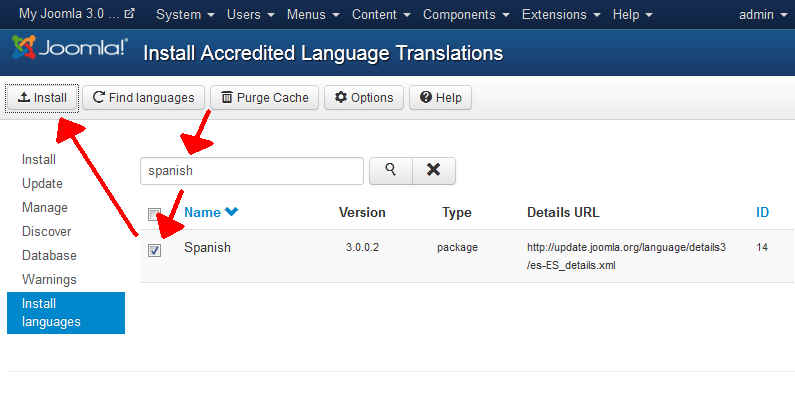 My Joomla 3.0 ... System Users Menus Content Components Extensions Help admin
Joomla!® Install Accredited Language Translations
Install Find languages Purge Cache Options Help
Install
Update
Manage
Discover
Database
Warnings
Install
languages
spanish
Name Version Type Details URL ID
Spanish 3.0.0.2 package http://update.joomla.org/language/details3 14
/es-ES_details.xml